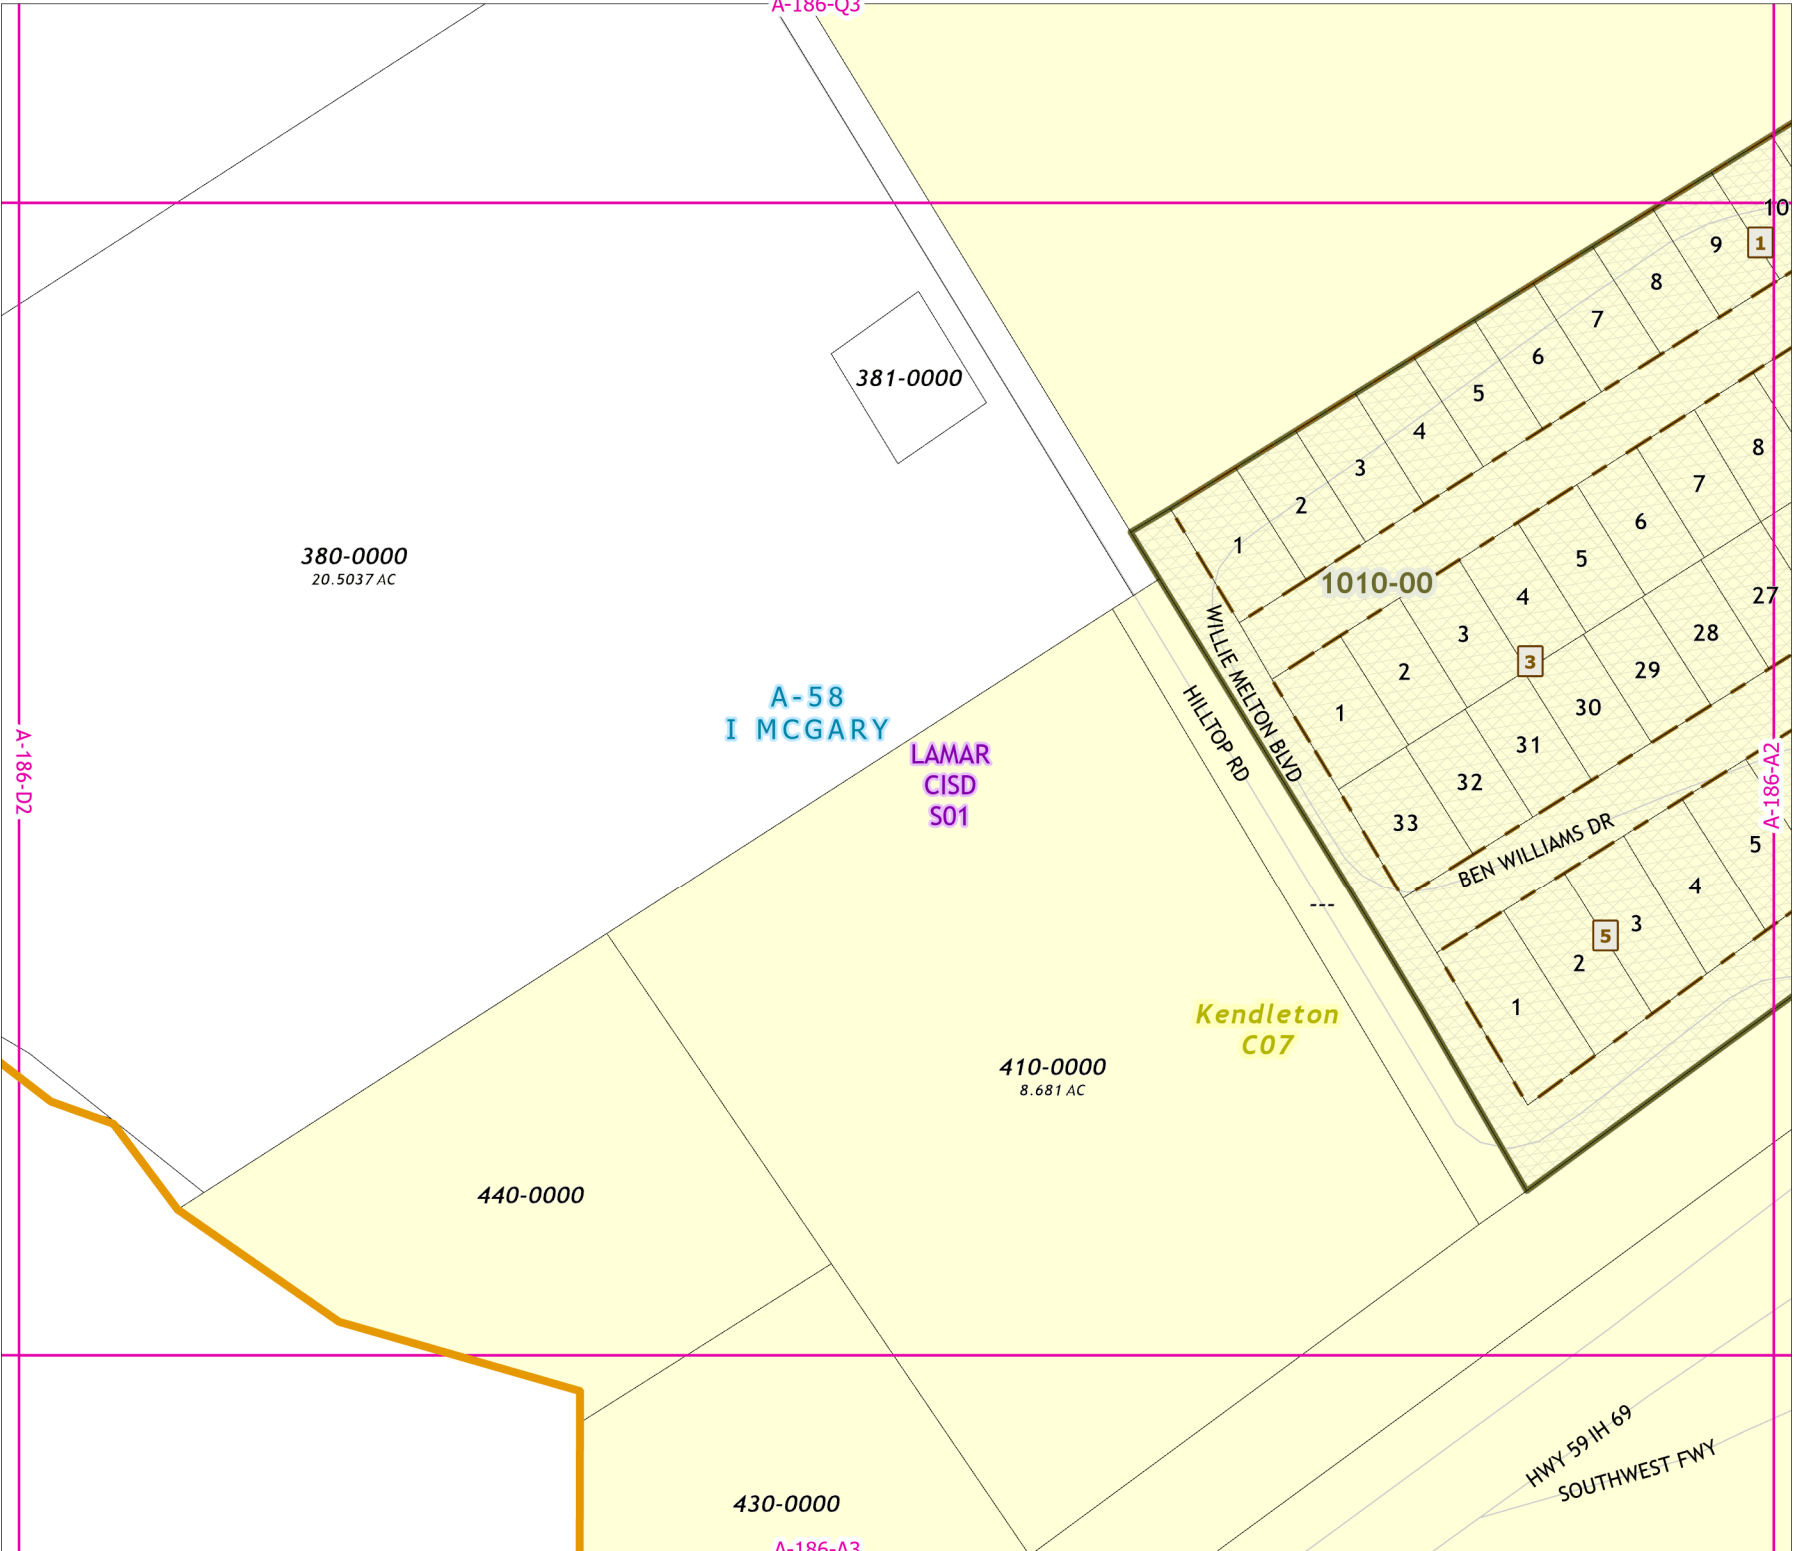 A-186-Q3
10
9
1
8
7
6
5
4
3
2
1
381-0000
380-0000
20.5037 AC
1010-00
8
7
6
5
4
3
2
1
3
27
28
29
30
31
32
33
A-58
I MCGARY
LAMAR
CISD
S01
WILLIE MELTON BLVD
HILLTOP RD
A-186-D2
A-186-A2
BEN WILLIAMS DR
---
5
4
3
5
2
1
Kendleton
C07
410-0000
8.681 AC
440-0000
HWY 59 IH 69
SOUTHWEST FWY
430-0000
A-186-A3